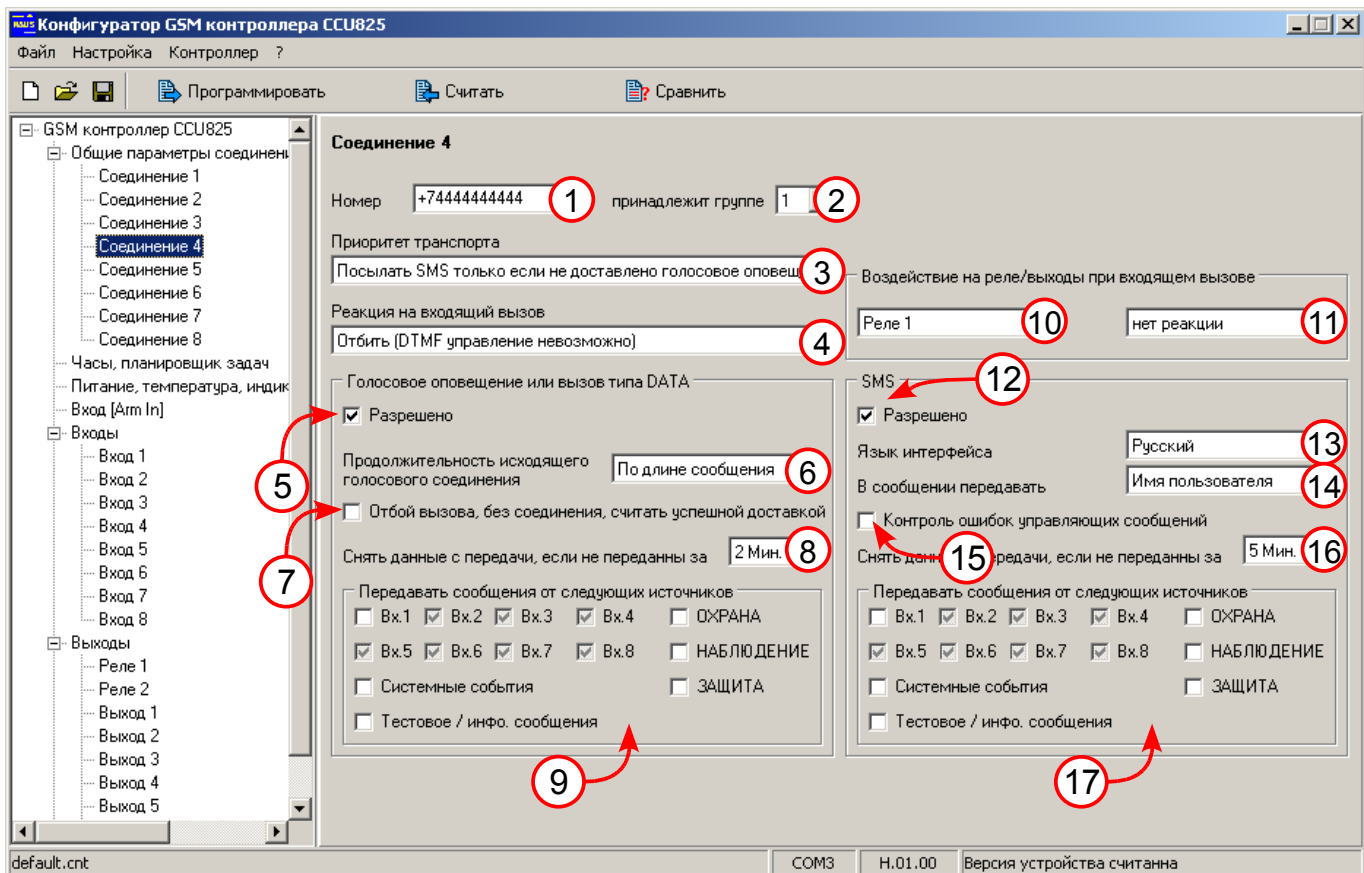 Конфигуратор GSM контроллера CCU825
Файл Настройка Контроллер ?
Программировать Считать Сравнить
GSM контроллер CCU825
Общие параметры соединени
Соединение 1
Соединение 2
Соединение 3
Соединение 4
Соединение 5
Соединение 6
Соединение 7
Соединение 8
Часы, планировщик задач
Питание, температура, индик
Вход [Arm In]
Входы
Вход 1
Вход 2
Вход 3
Вход 4
Вход 5
Вход 6
Вход 7
Вход 8
Выходы
Реле 1
Реле 2
Выход 1
Выход 2
Выход 3
Выход 4
Выход 5
Соединение 4
Номер +74444444444 1 принадлежит группе 1 2
Приоритет транспорта
Посылать SMS только если не доставлено голосовое оповещ 3
Реакция на входящий вызов
Отбить (DTMF управление невозможно) 4
Воздействие на реле/выходы при входящем вызове
Реле 1 10 нет реакции 11
Голосовое оповещение или вызов типа DATA
Разрешено
5
Продолжительность исходящего
голосового соединения
По длине сообщения 6
Отбой вызова, без соединения, считать успешной доставкой
7
Снять данные с передачи, если не переданны за 2 Мин. 8
Передавать сообщения от следующих источников
Вх.1 Вх.2 Вх.3 Вх.4 ОХРАНА
Вх.5 Вх.6 Вх.7 Вх.8 НАБЛЮДЕНИЕ
Системные события ЗАЩИТА
Тестовое / инфо. сообщения
9
SMS 12
Разрешено
Язык интерфейса Русский 13
В сообщении передавать Имя пользователя 14
Контроль ошибок управляющих сообщений
15
Снять данн ередачи, если не переданны за 5 Мин. 16
Передавать сообщения от следующих источников
Вх.1 Вх.2 Вх.3 Вх.4 ОХРАНА
Вх.5 Вх.6 Вх.7 Вх.8 НАБЛЮДЕНИЕ
Системные события ЗАЩИТА
Тестовое / инфо. сообщения
17
default.cnt COM3 H.01.00 Версия устройства считанна